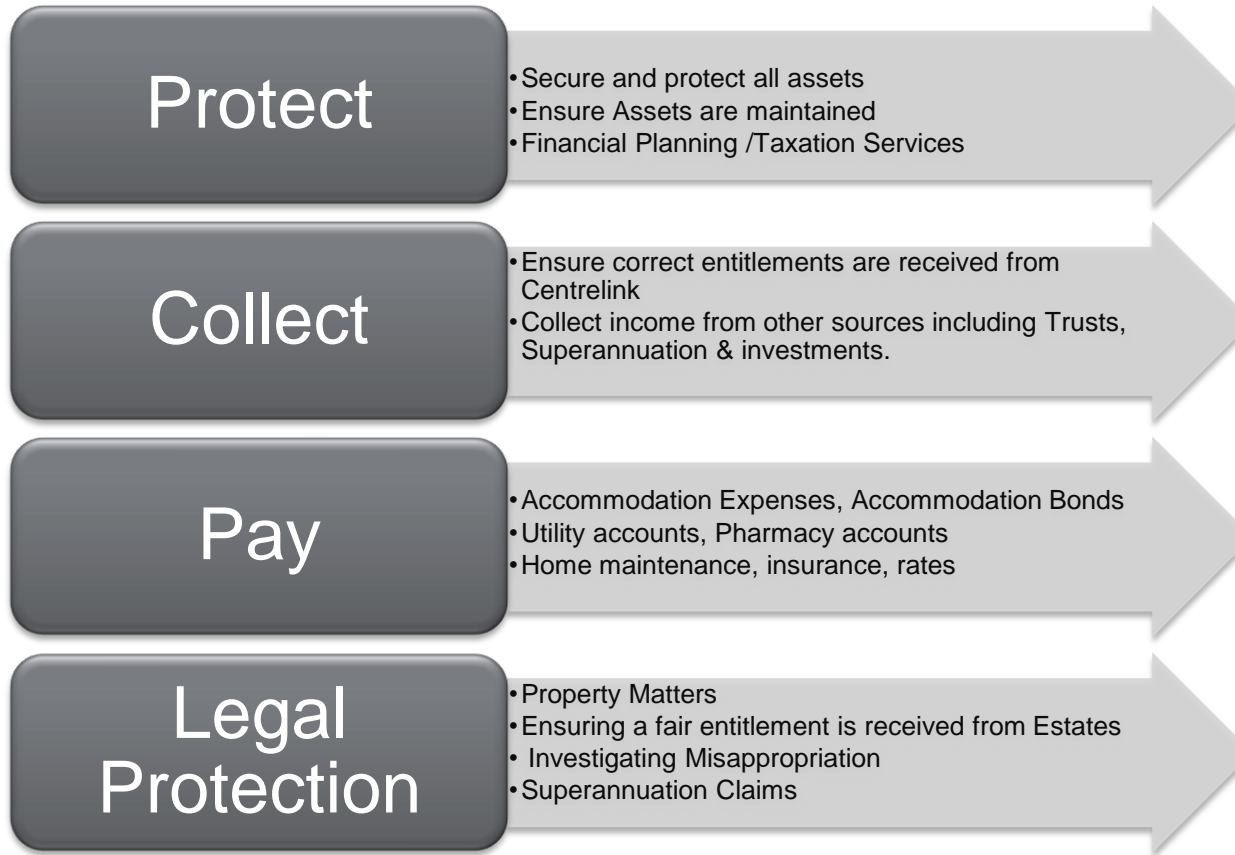 Protect
•Secure and protect all assets
•Ensure Assets are maintained
•Financial Planning /Taxation Services
Collect
•Ensure correct entitlements are received from
Centrelink
•Collect income from other sources including Trusts,
Superannuation & investments.
Pay
•Accommodation Expenses, Accommodation Bonds
•Utility accounts, Pharmacy accounts
•Home maintenance, insurance, rates
Legal
Protection
•Property Matters
•Ensuring a fair entitlement is received from Estates
• Investigating Misappropriation
•Superannuation Claims